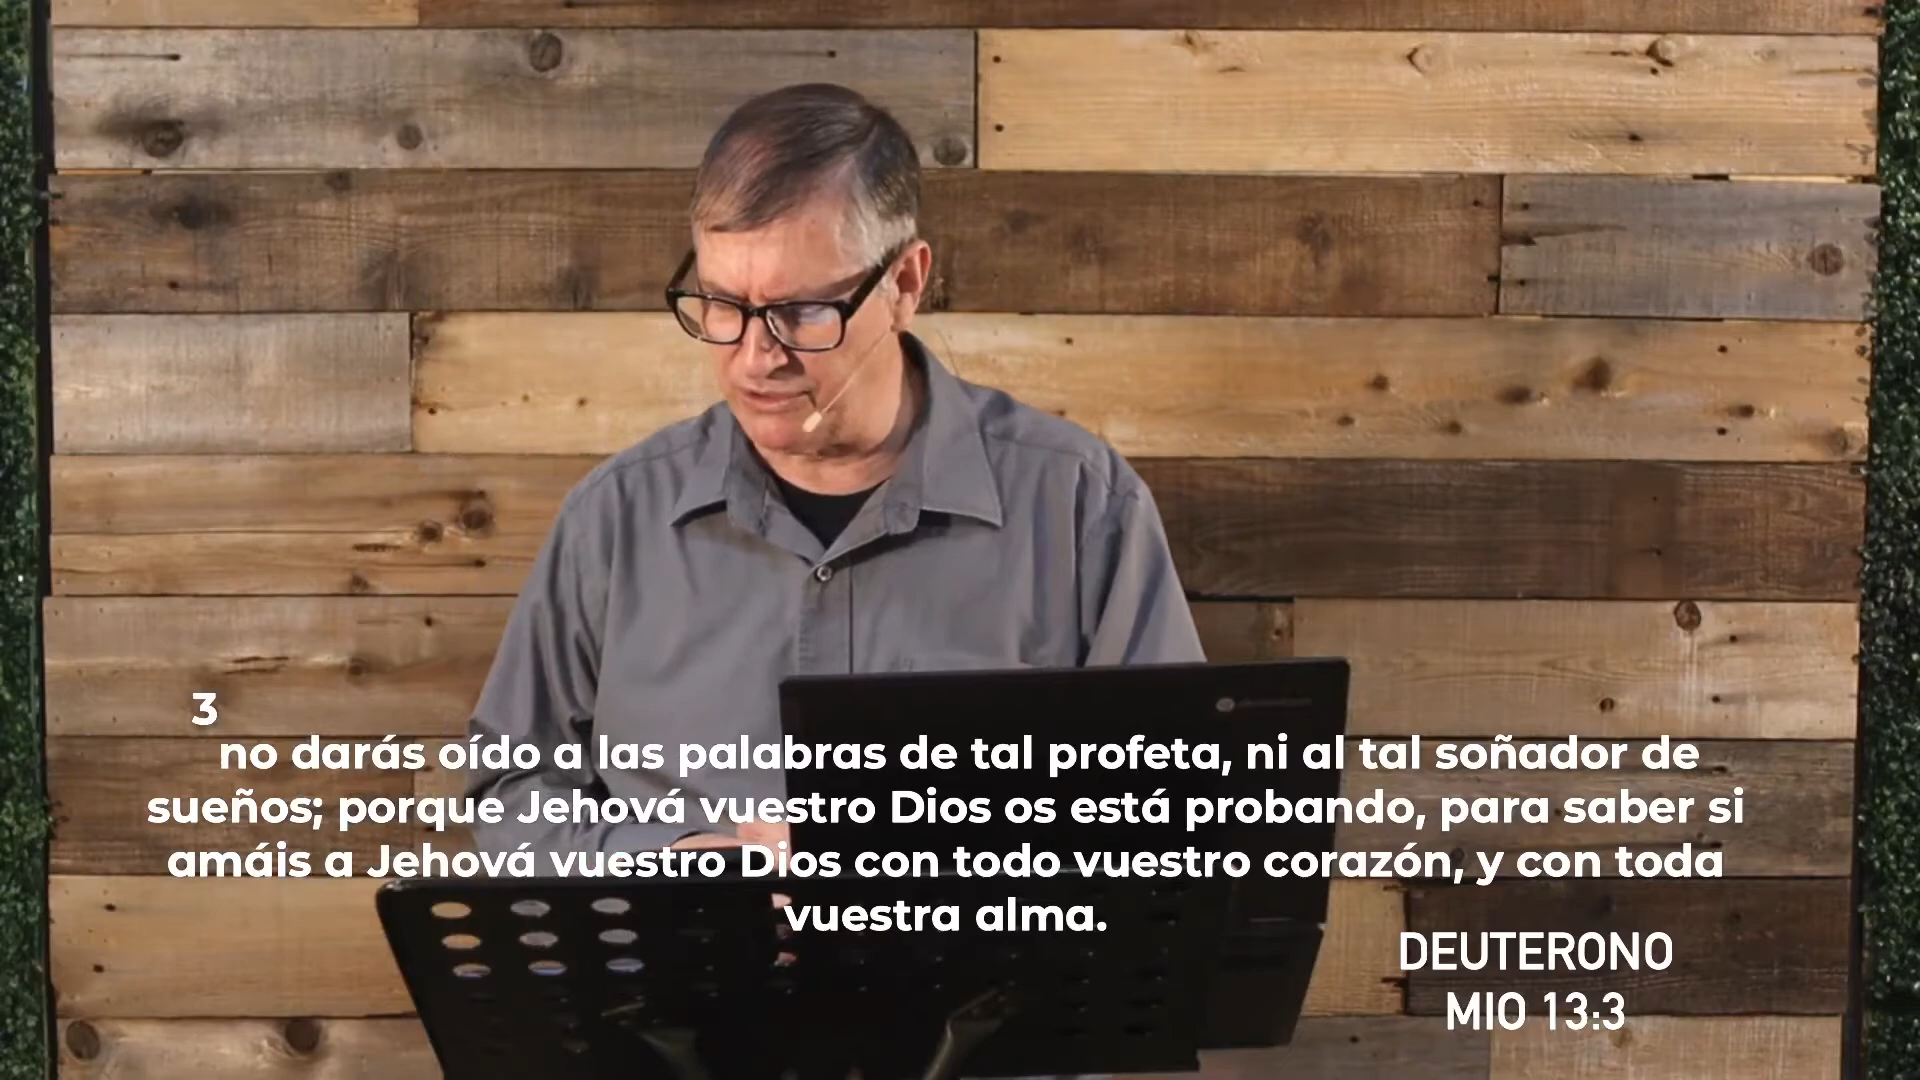 3
no darás oído a las palabras de tal profeta, ni al tal soñador de
sueños; porque Jehová vuestro Dios os está probando, para saber si
amáis a Jehová vuestro Dios con todo vuestro corazón, y con toda
vuestra alma.
DEUTERONO
MIO 13:3